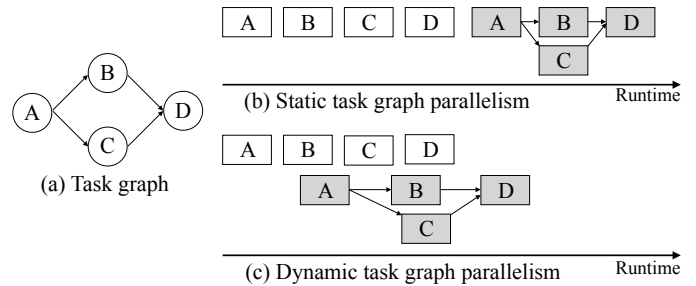 A
B
C
D
(a) Task graph
A B C D A B D
C
(b) Static task graph parallelism
Runtime
A B C D
A B D
C
(c) Dynamic task graph parallelism
Runtime